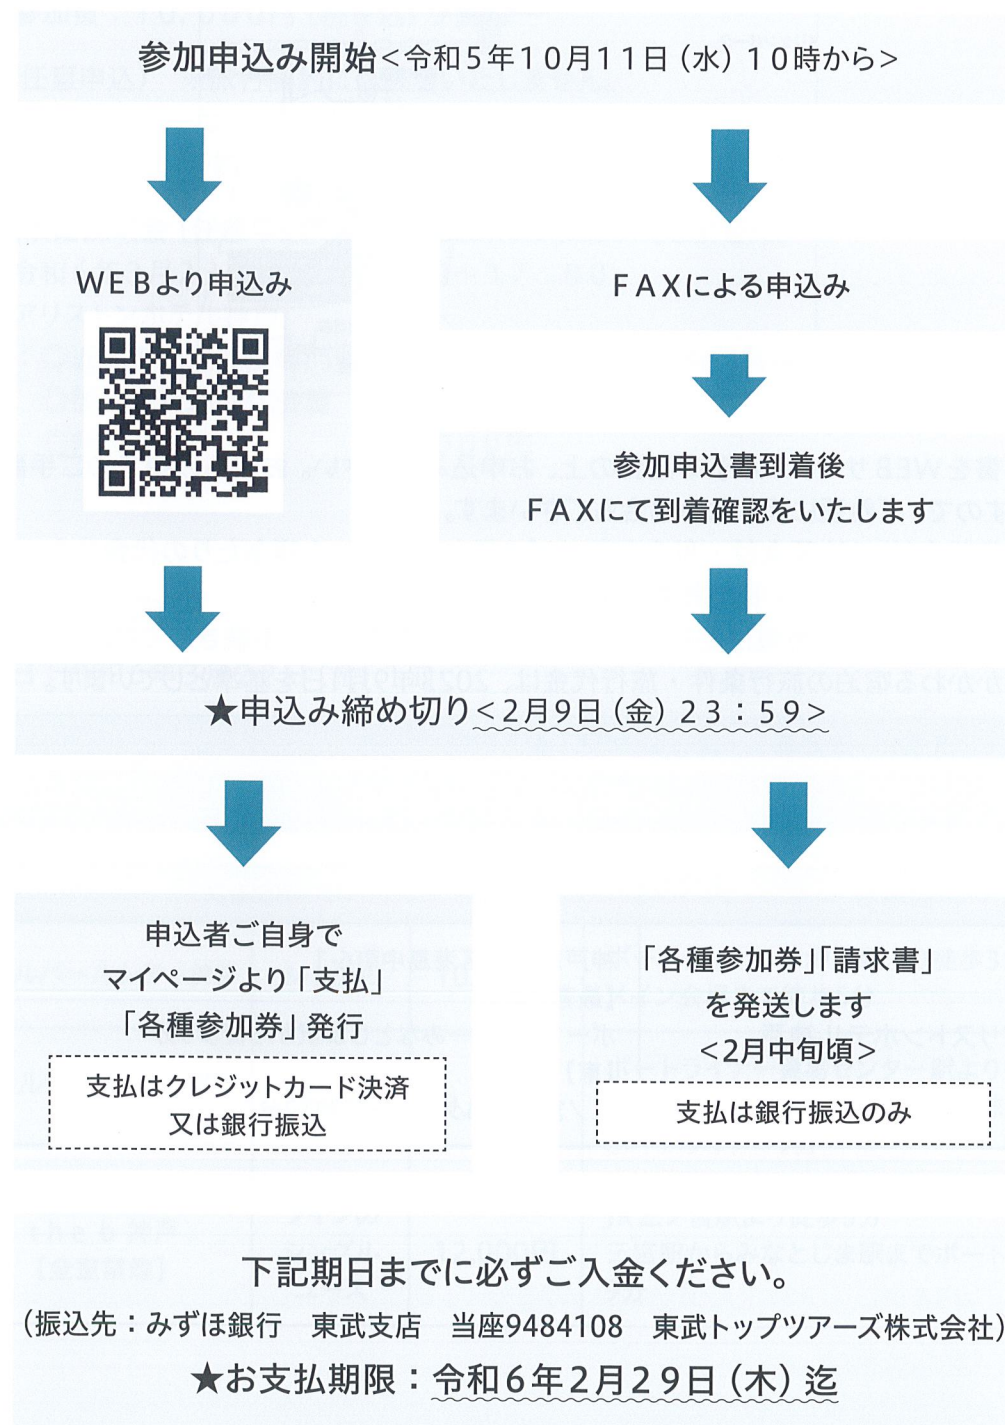 参加申込み開始<令和5年10月11日（水）10時から>
WEBより申込み
FAXによる申込み
参加申込書到着後
FAXにて到着確認をいたします
★申込み締め切り<2月9日（金）23：59>
申込者ご自身で
マイページより「支払」
「各種参加券」発行
支払はクレジットカード決済
又は銀行振込
「各種参加券」「請求書」
を発送します
<2月中旬頃>
支払は銀行振込のみ
下記期日までに必ずご入金ください。
（振込先：みずほ銀行　東武支店　当座9484108　東武トップツアーズ株式会社）
★お支払期限：令和6年2月29日（木）迄